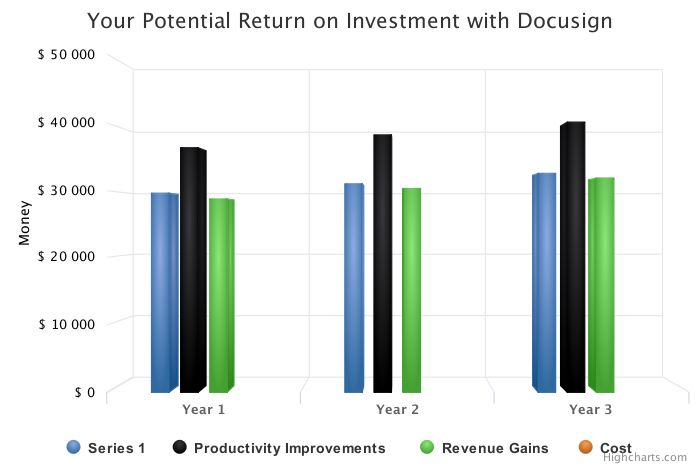 Your Potential Return on Investment with Docusign
$ 50 000
$ 40 000
$ 30 000
$ 20 000
$ 10 000
$ 0
Money
Year 1
Year 2
Year 3
Series 1
Productivity Improvements
Revenue Gains
Cost
Highcharts.com